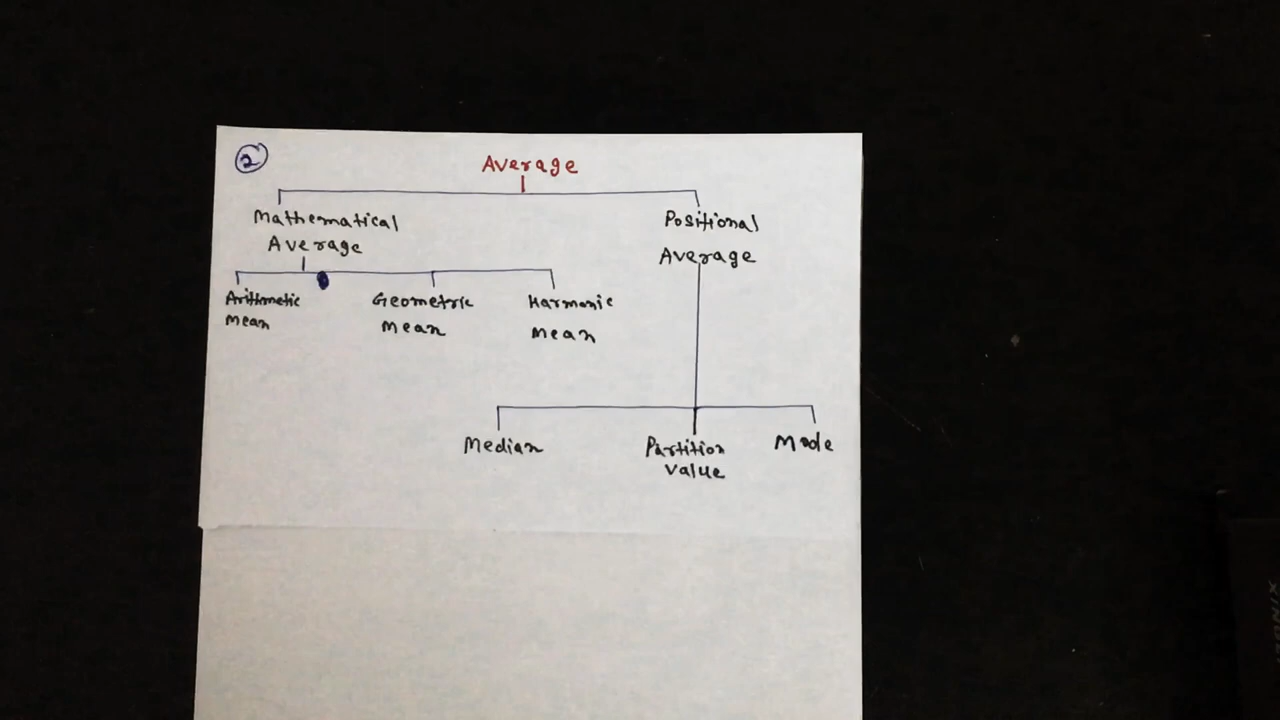 2
Average
Mathematical
Average
Positional
Average
Arithmetic
Mean
Geometric
Mean
Harmonic
Mean
Median
Partition
Value
Mode